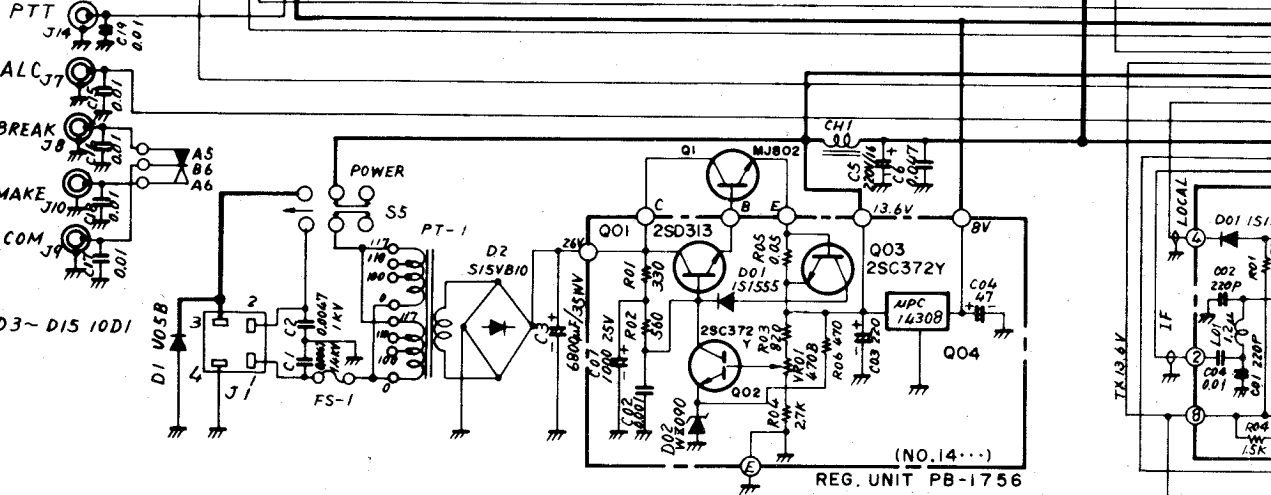 PTT
J14
C19
0.01
ALC
J7
C15
0.01
BREAK
J8
C16
0.01
MAKE
J10
C18
0.01
COM
J9
C17
0.01
A5
B6
A6
D3~D15 10D1
POWER
S5
PT-1
117
110
100
0
117
110
100
0
D1 V05B
3
2
4
1
J1
C2
0.0047
1KV
C1
FS-1
D2
S15VB10
26V
C3
6800μF/35WV
Q1
MJ802
C
B
E
13.6V
8V
CH1
C5
220/16
C6
0.047
Q01
2SD313
R01
330
R02
560
C07
1000 25V
C02
0.001
D01
1S1555
R05
0.05
Q03
2SC372Y
2SC372
Y
Q02
D02
WZ090
R03
820
VR01
470B
R04
2.7K
R06 470
C03 220
μPC
14308
Q04
C04
47
E
(NO.14···)
REG. UNIT PB-1756
TX13.6V
IF
LOCAL
4
2
8
D01 1S1
C02
220P
R01
L01
1.2μ
C04
0.01
C01 220P
R04
1.5K